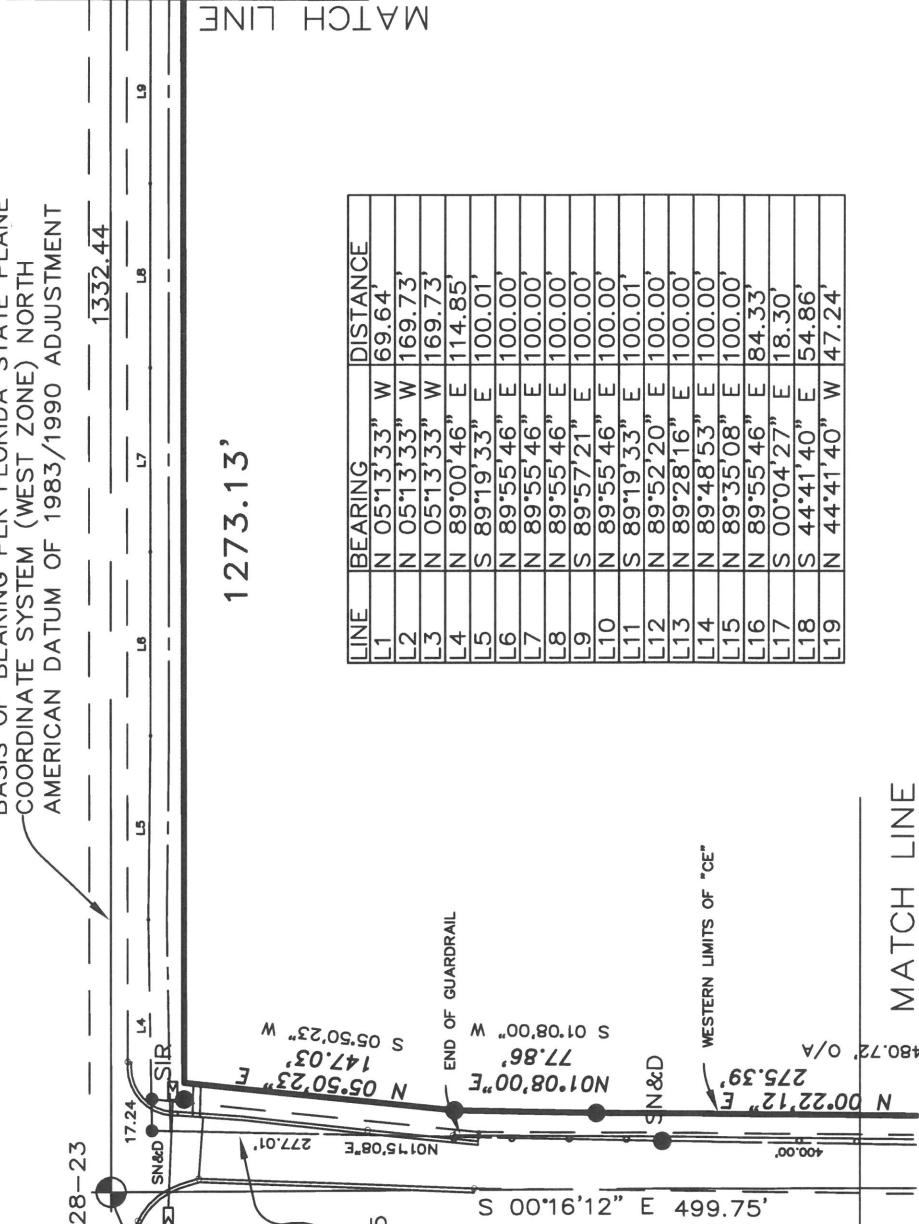 BASIS OF BEARING PER FLORIDA STATE PLANE
COORDINATE SYSTEM (WEST ZONE) NORTH
AMERICAN DATUM OF 1983/1990 ADJUSTMENT
28-23
1332.44
17.24
L4
L5
L6
L7
L8
L9
SN&D
SIR
MATCH LINE
1273.13'
N 05°50'23" E
147.03'
S 05°50'23" W
277.01'
N01°15'08"E
END OF GUARDRAIL
N01°08'00"E
77.86'
S 01°08'00" W
SN&D
WESTERN LIMITS OF "CE"
N 00°22'12" E
275.39'
480.72' O/A
400.00'
S 00°16'12" E 499.75'
MATCH LINE
LINE BEARING DISTANCE
L1 N 05°13'33" W 69.64'
L2 N 05°13'33" W 169.73'
L3 N 05°13'33" W 169.73'
L4 N 89°00'46" E 114.85'
L5 S 89°19'33" E 100.01'
L6 N 89°55'46" E 100.00'
L7 N 89°55'46" E 100.00'
L8 N 89°55'46" E 100.00'
L9 S 89°57'21" E 100.00'
L10 N 89°55'46" E 100.00'
L11 S 89°19'33" E 100.01'
L12 N 89°52'20" E 100.00'
L13 N 89°28'16" E 100.00'
L14 N 89°48'53" E 100.00'
L15 N 89°35'08" E 100.00'
L16 N 89°55'46" E 84.33'
L17 S 00°04'27" E 18.30'
L18 S 44°41'40" E 54.86'
L19 N 44°41'40" W 47.24'